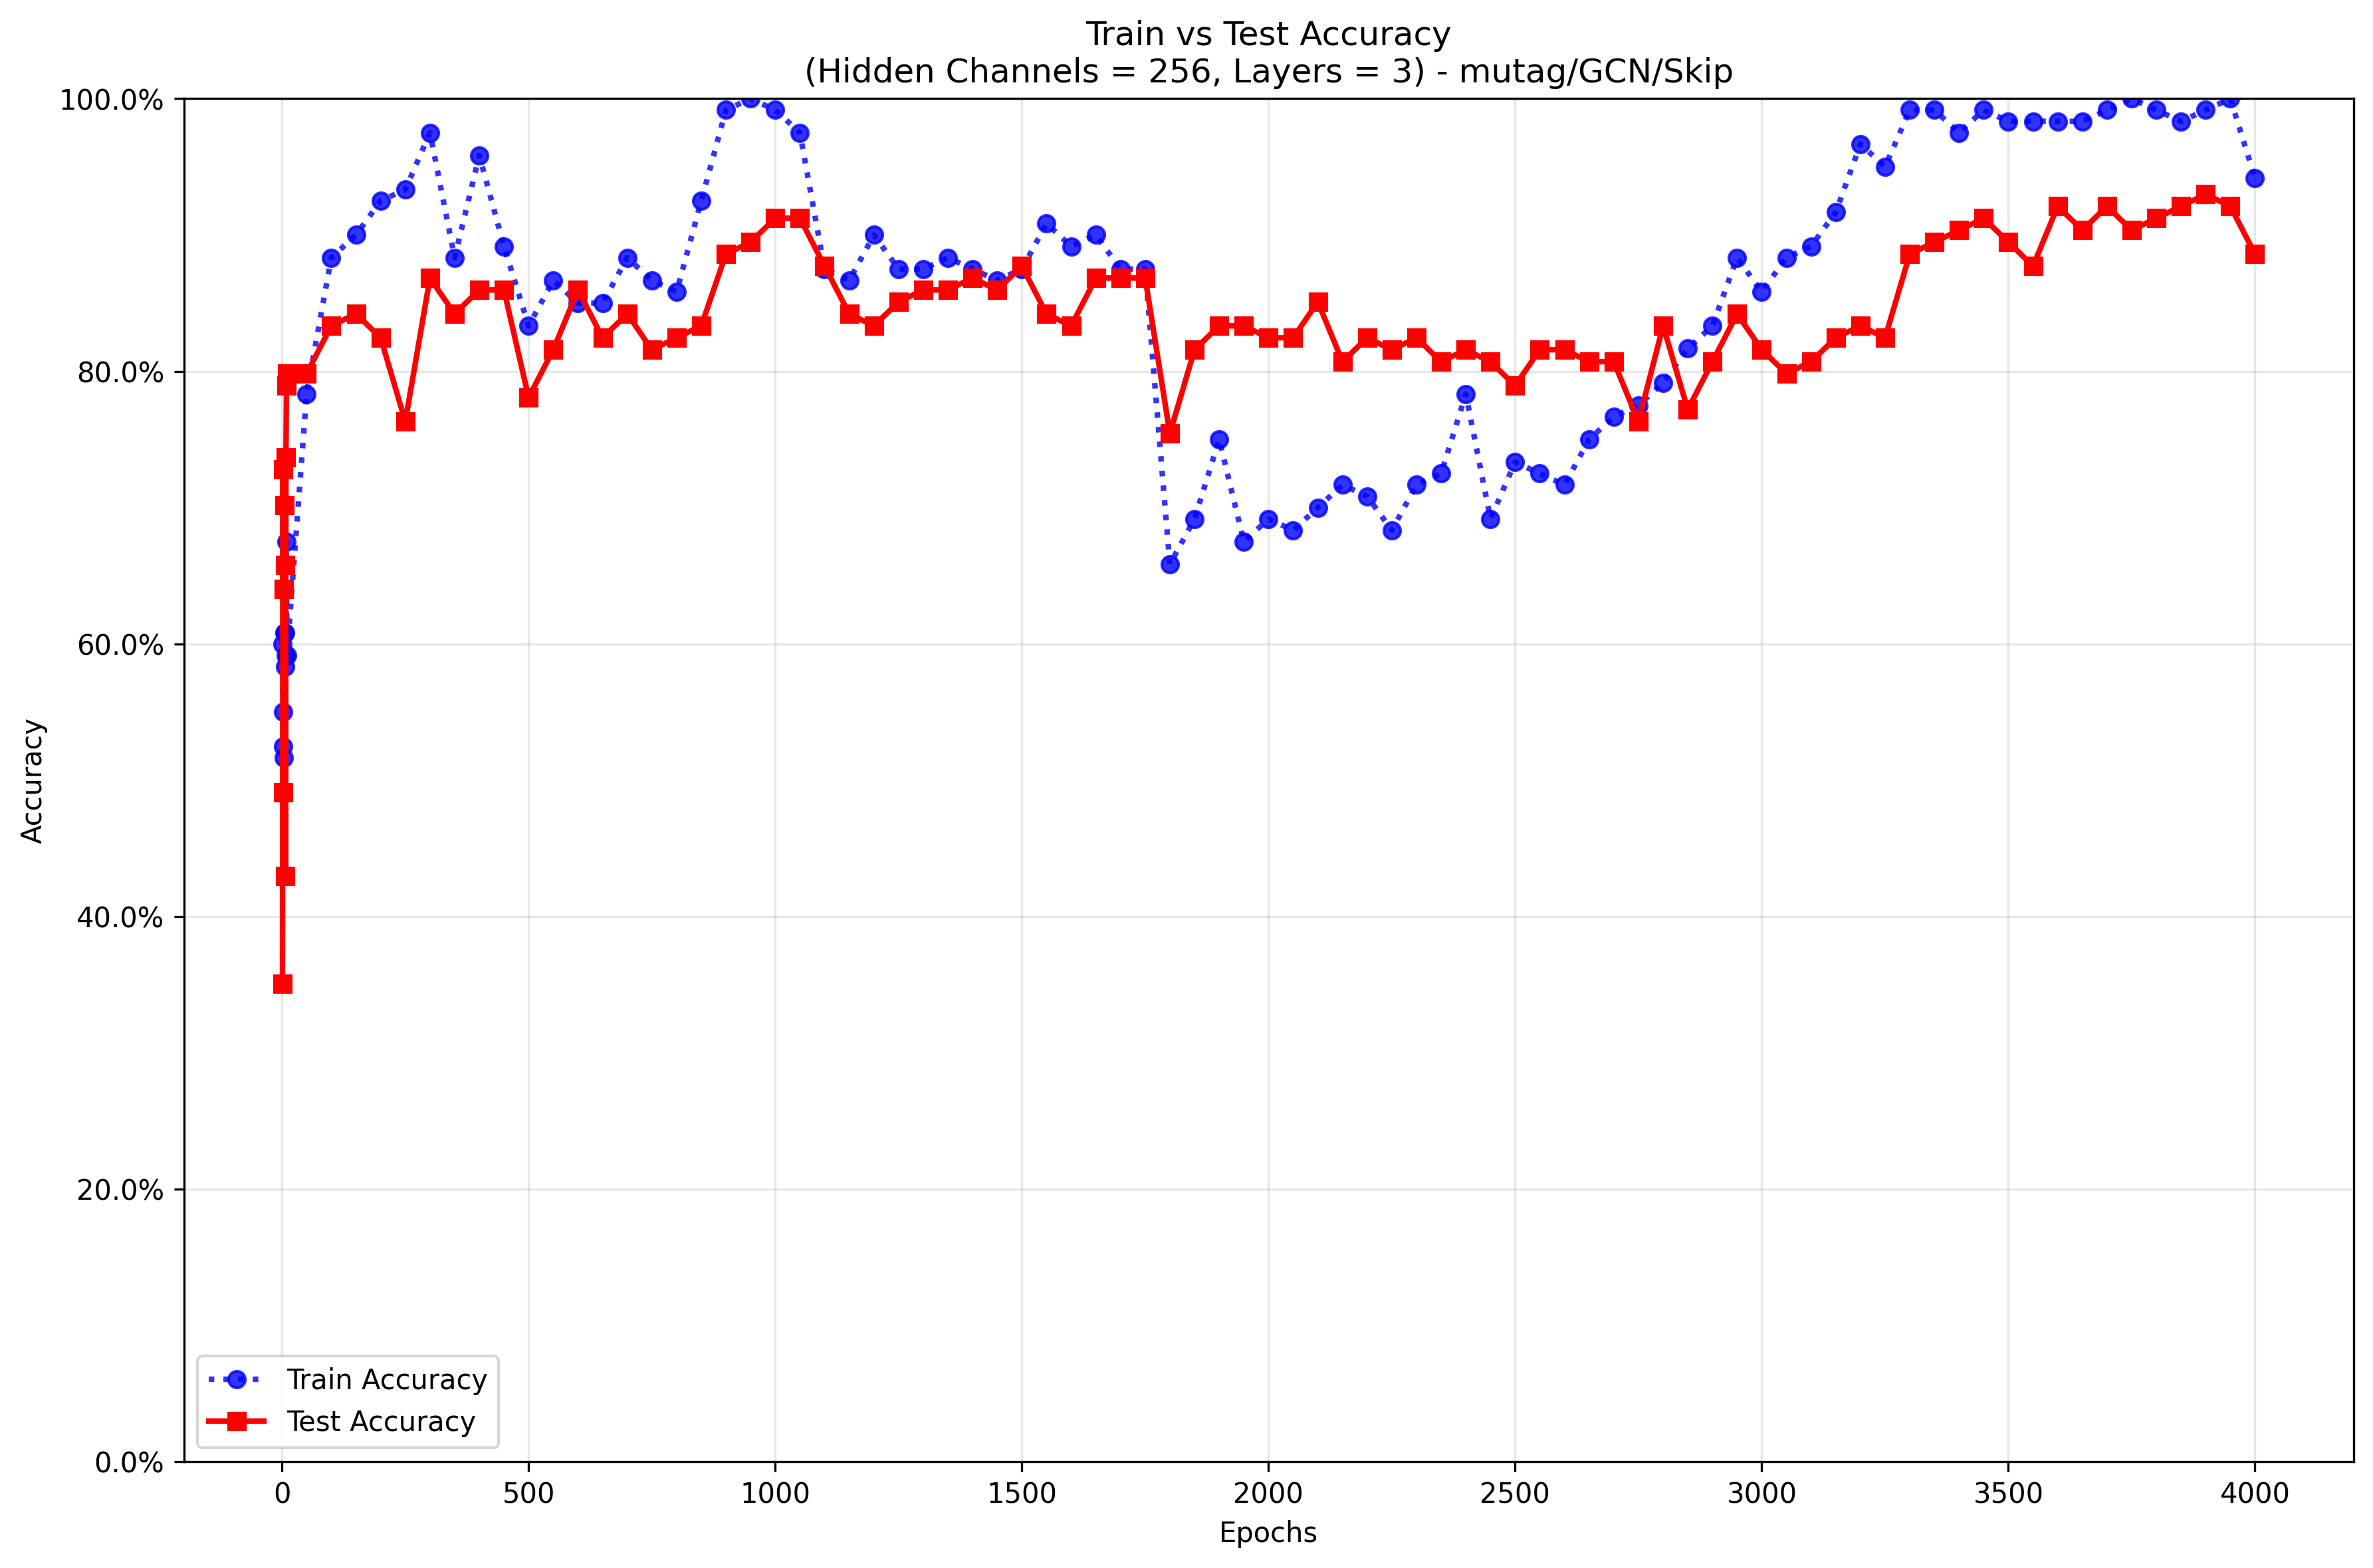 Train vs Test Accuracy
(Hidden Channels = 256, Layers = 3) - mutag/GCN/Skip
100.0%
80.0%
60.0%
40.0%
20.0%
0.0%
Accuracy
Train Accuracy
Test Accuracy
0 500 1000 1500 2000 2500 3000 3500 4000
Epochs